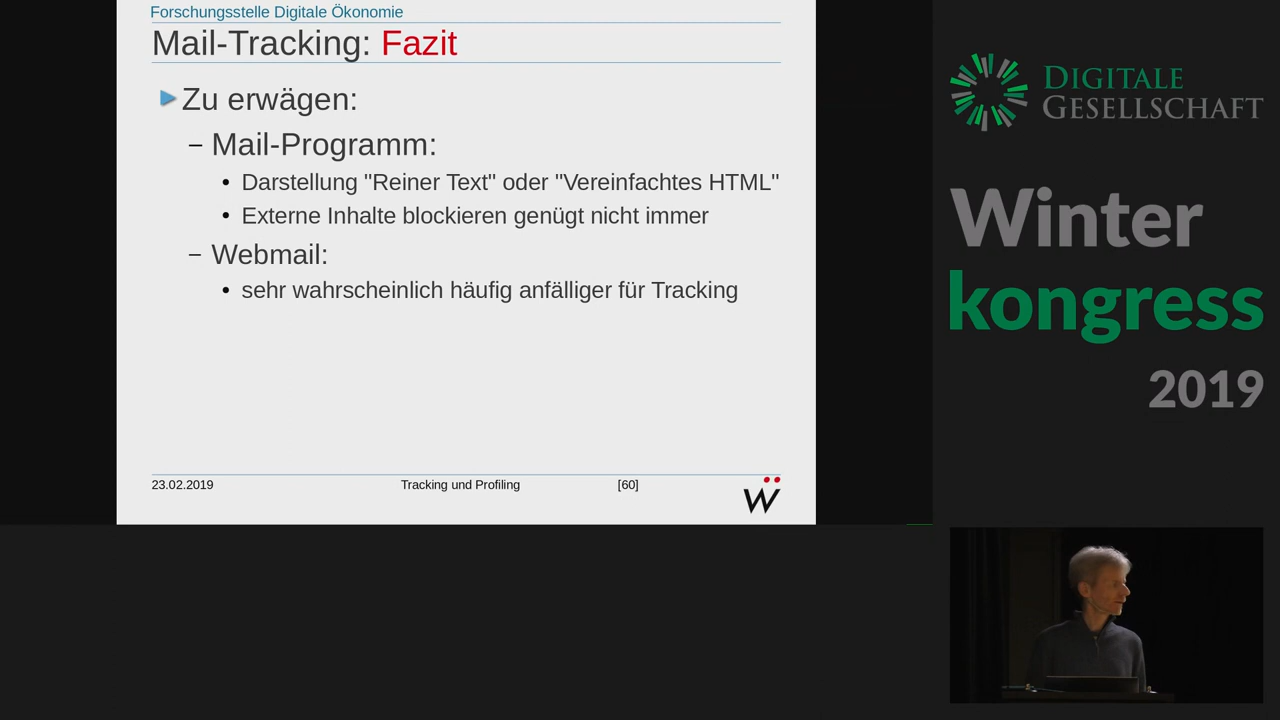 Forschungsstelle Digitale Ökonomie
Mail-Tracking: Fazit
Zu erwägen:
– Mail-Programm:
• Darstellung "Reiner Text" oder "Vereinfachtes HTML"
• Externe Inhalte blockieren genügt nicht immer
– Webmail:
• sehr wahrscheinlich häufig anfälliger für Tracking
23.02.2019 Tracking und Profiling [60]
ẅ
DIGITALE
GESELLSCHAFT
Winter
kongress
2019